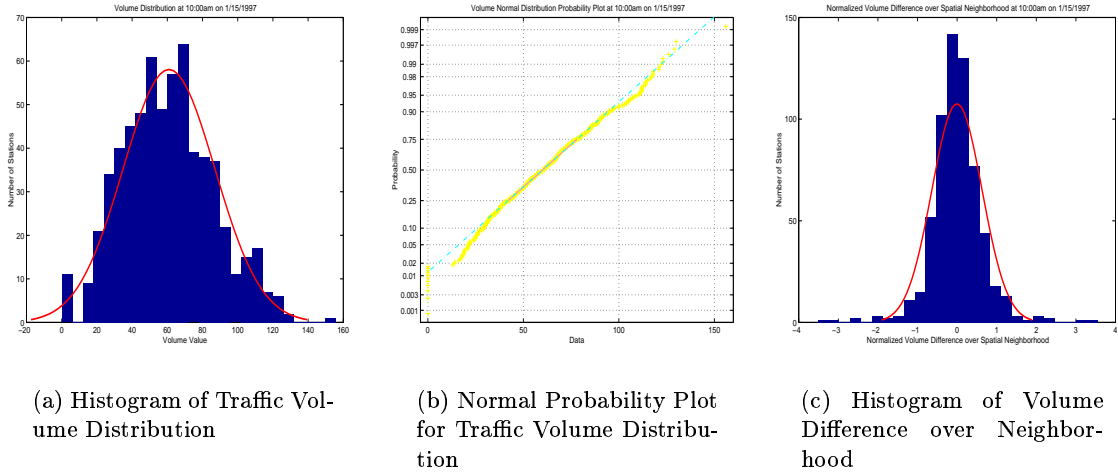 Volume Distribution at 10:00am on 1/15/1997
70
60
50
40
30
20
10
0
Number of Stations
−20 0 20 40 60 80 100 120 140 160
Volume Value
(a) Histogram of Traffic Vol-
ume Distribution
Volume Normal Distribution Probability Plot at 10:00am on 1/15/1997
0.999
0.997
0.99
0.98
0.95
0.90
0.75
0.50
0.25
0.10
0.05
0.02
0.01
0.003
0.001
Probability
0 50 100 150
Data
(b) Normal Probability Plot
for Traffic Volume Distribu-
tion
Normalized Volume Difference over Spatial Neighborhood at 10:00am on 1/15/1997
150
100
50
0
Number of Stations
−4 −3 −2 −1 0 1 2 3 4
Normalized Volume Difference over Spatial Neighborhood
(c) Histogram of Volume
Difference over Neighbor-
hood